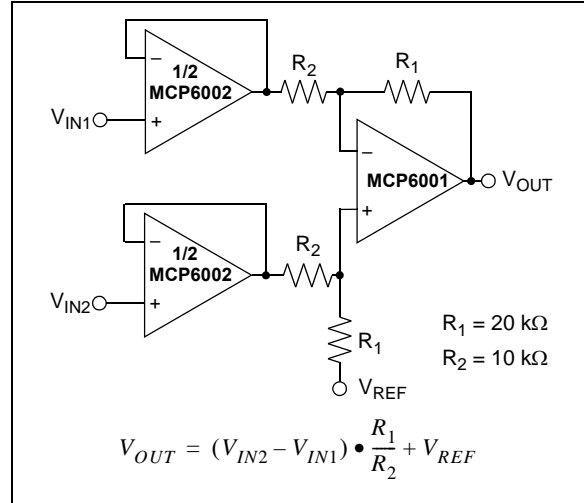 R2
R1
−
1/2
MCP6002
VIN1
+
−
MCP6001
VOUT
+
−
1/2
MCP6002
R2
VIN2
+
R1
R1 = 20 kΩ
R2 = 10 kΩ
VREF
VOUT = (VIN2 – VIN1) • R1/R2 + VREF